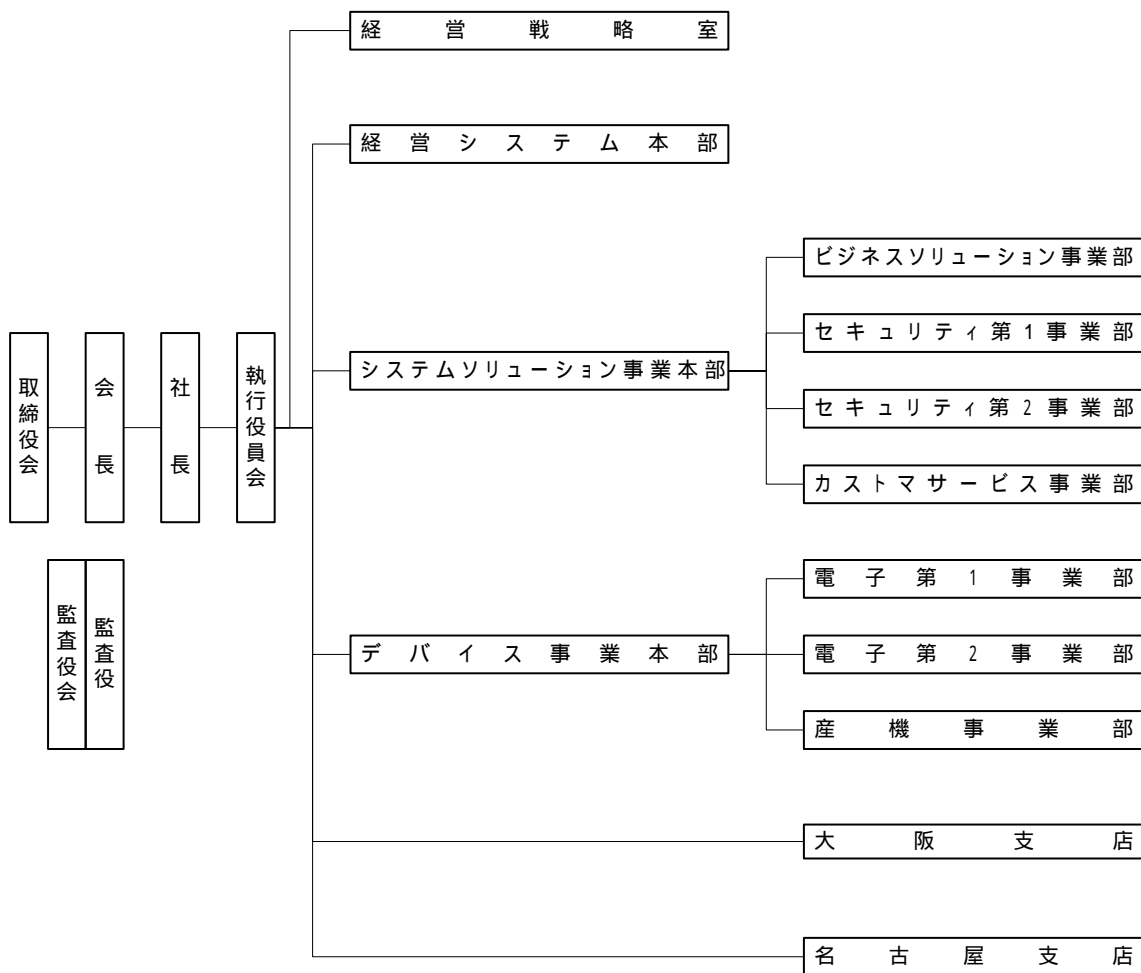 経営戦略室
経営システム本部
ビジネスソリューション事業部
セキュリティ第1事業部
システムソリューション事業本部
セキュリティ第2事業部
カストマサービス事業部
取締役会
会長
社長
執行役員会
監査役会
監査役
電子第1事業部
デバイス事業本部
電子第2事業部
産機事業部
大阪支店
名古屋支店